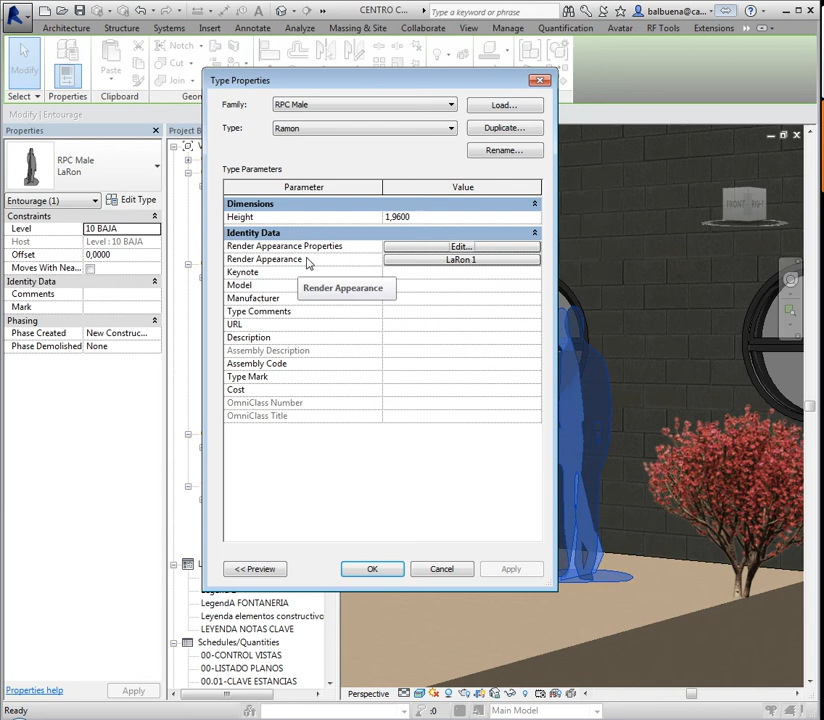 CENTRO C...
Type a keyword or phrase
balbuena@ca...
Architecture
Structure
Systems
Insert
Annotate
Analyze
Massing & Site
Collaborate
View
Manage
Quantification
Avatar
RF Tools
Extensions
Modify
Paste
Notch
Cut
Join
Select
Properties
Clipboard
Modify | Entourage
Properties
RPC Male
LaRon
Entourage (1)
Edit Type
Constraints
Level
10 BAJA
Host
Level : 10 BAJA
Offset
0,0000
Moves With Nea...
Identity Data
Comments
Mark
Phasing
Phase Created
New Construc...
Phase Demolished
None
Properties help
Apply
Project B
Type Properties
Family:
RPC Male
Load...
Type:
Ramon
Duplicate...
Rename...
Type Parameters
Parameter
Value
Dimensions
Height
1,9600
Identity Data
Render Appearance Properties
Edit...
Render Appearance
LaRon 1
Keynote
Model
Render Appearance
Manufacturer
Type Comments
URL
Description
Assembly Description
Assembly Code
Type Mark
Cost
OmniClass Number
OmniClass Title
<< Preview
OK
Cancel
Apply
FRONT
LegendA FONTANERIA
Leyenda elementos constructivo
LEYENDA NOTAS CLAVE
Schedules/Quantities
00-CONTROL VISTAS
00-LISTADO PLANOS
00.01-CLAVE ESTANCIAS
Perspective
Ready
:0
Main Model